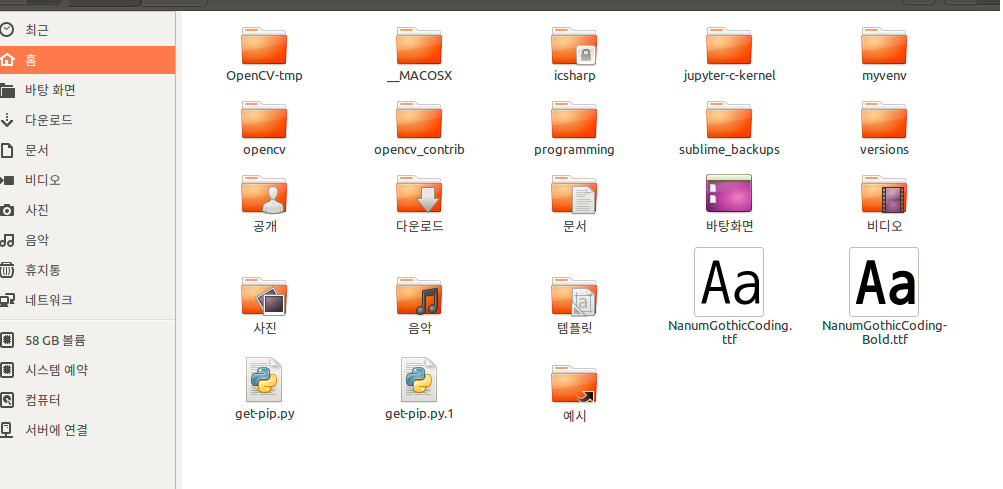 최근
홈
바탕 화면
다운로드
문서
비디오
사진
음악
휴지통
네트워크
58 GB 볼륨
시스템 예약
컴퓨터
서버에 연결
OpenCV-tmp
__MACOSX
icsharp
jupyter-c-kernel
myvenv
opencv
opencv_contrib
programming
sublime_backups
versions
공개
다운로드
문서
바탕화면
비디오
사진
음악
템플릿
Aa
NanumGothicCoding.
ttf
Aa
NanumGothicCoding-
Bold.ttf
get-pip.py
get-pip.py.1
예시